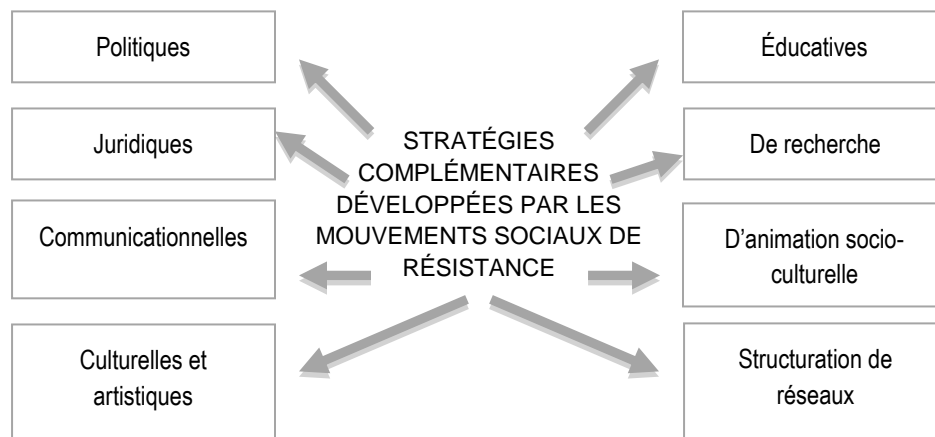 Politiques
Juridiques
Communicationnelles
Culturelles et
artistiques
STRATÉGIES
COMPLÉMENTAIRES
DÉVELOPPÉES PAR LES
MOUVEMENTS SOCIAUX DE
RÉSISTANCE
Éducatives
De recherche
D'animation socio-
culturelle
Structuration de
réseaux